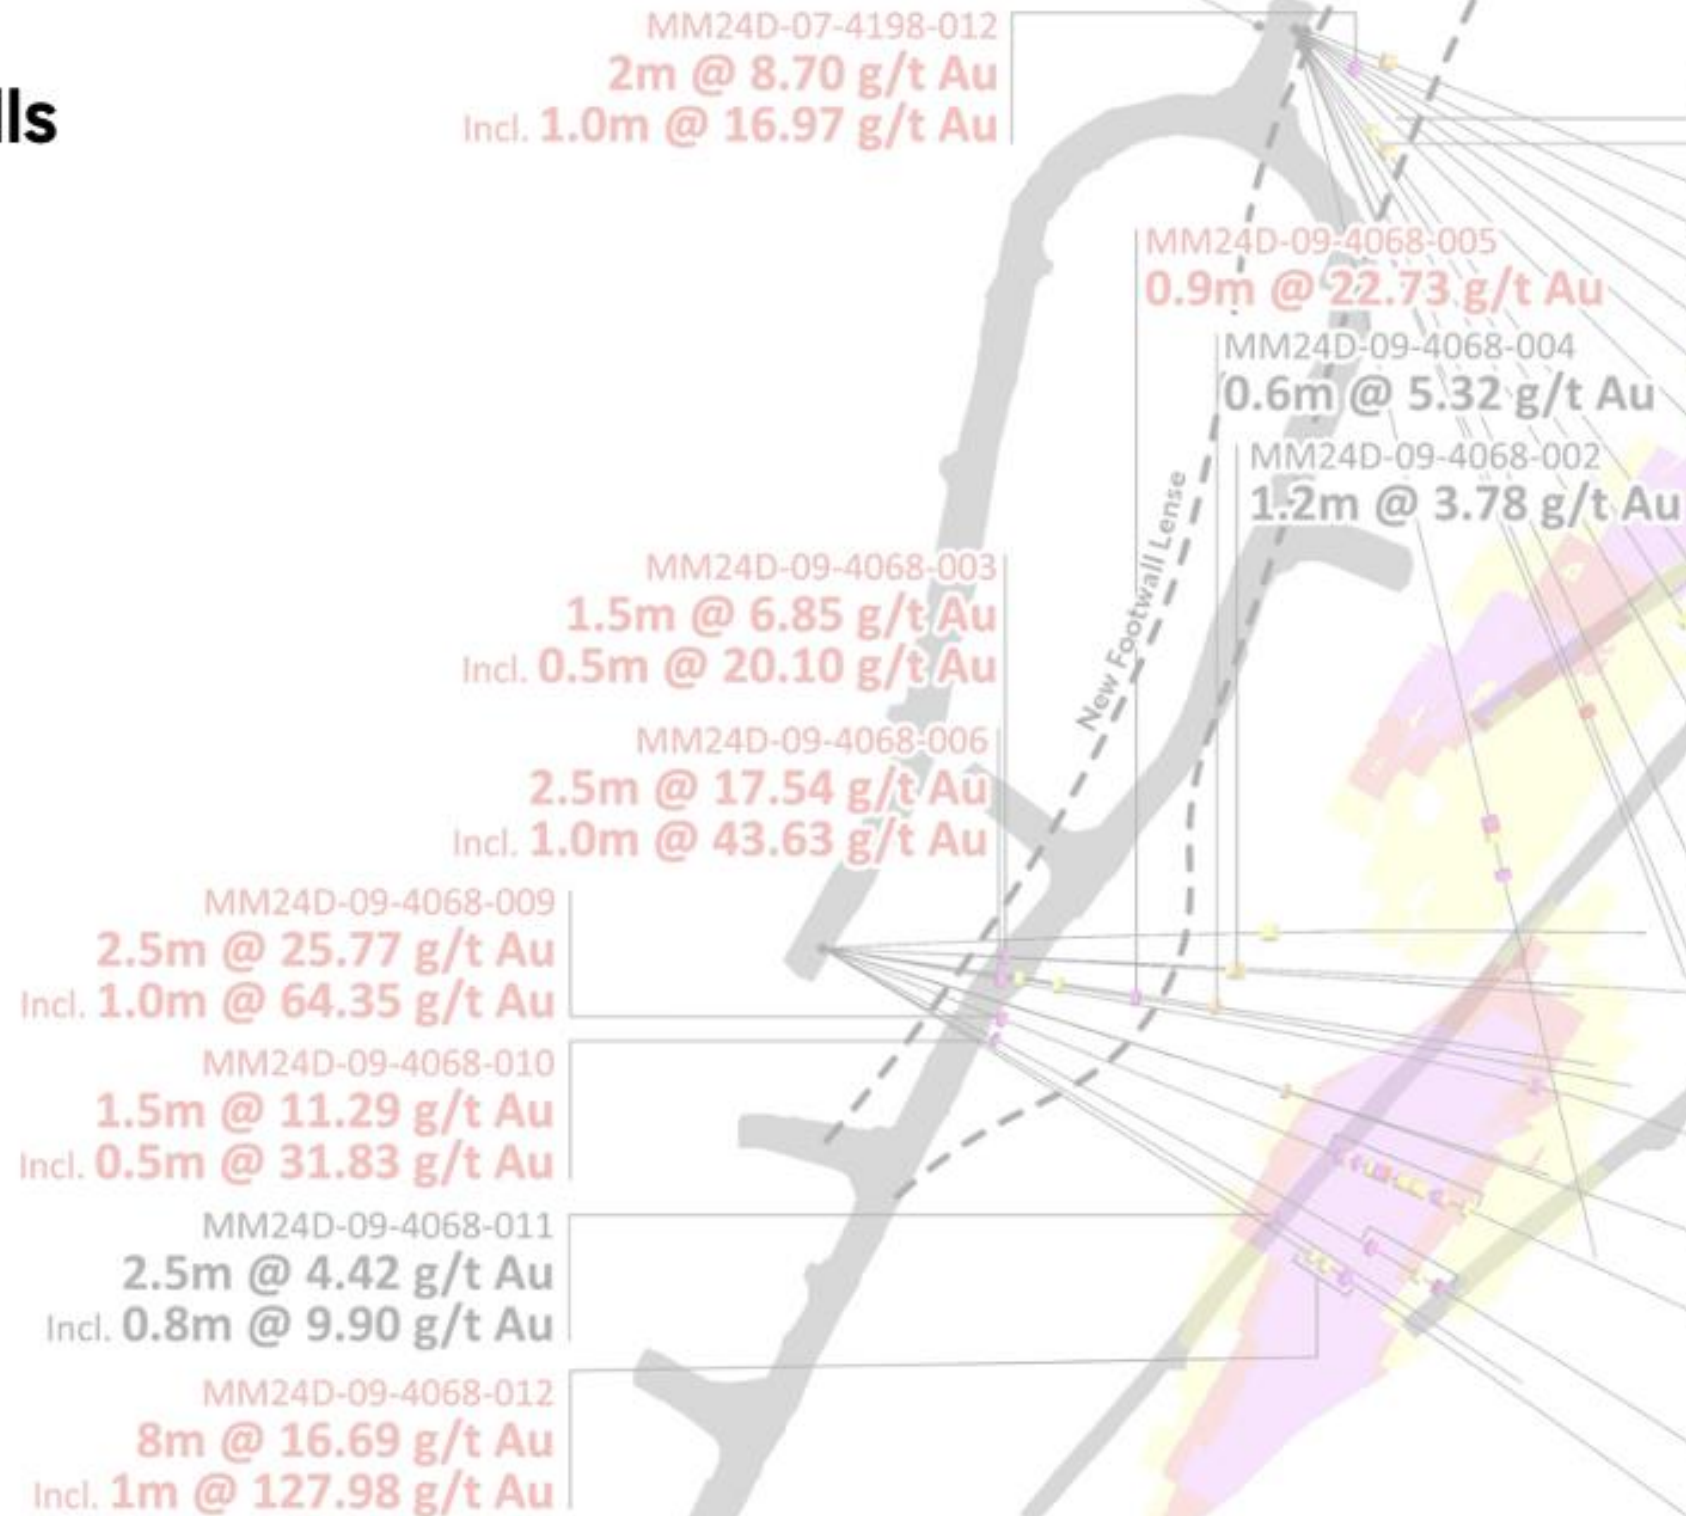 lls
MM24D-07-4198-012
2m @ 8.70 g/t Au
Incl. 1.0m @ 16.97 g/t Au
MM24D-09-4068-005
0.9m @ 22.73 g/t Au
MM24D-09-4068-004
0.6m @ 5.32 g/t Au
MM24D-09-4068-002
1.2m @ 3.78 g/t Au
New Footwall Lense
MM24D-09-4068-003
1.5m @ 6.85 g/t Au
Incl. 0.5m @ 20.10 g/t Au
MM24D-09-4068-006
2.5m @ 17.54 g/t Au
Incl. 1.0m @ 43.63 g/t Au
MM24D-09-4068-009
2.5m @ 25.77 g/t Au
Incl. 1.0m @ 64.35 g/t Au
MM24D-09-4068-010
1.5m @ 11.29 g/t Au
Incl. 0.5m @ 31.83 g/t Au
MM24D-09-4068-011
2.5m @ 4.42 g/t Au
Incl. 0.8m @ 9.90 g/t Au
MM24D-09-4068-012
8m @ 16.69 g/t Au
Incl. 1m @ 127.98 g/t Au